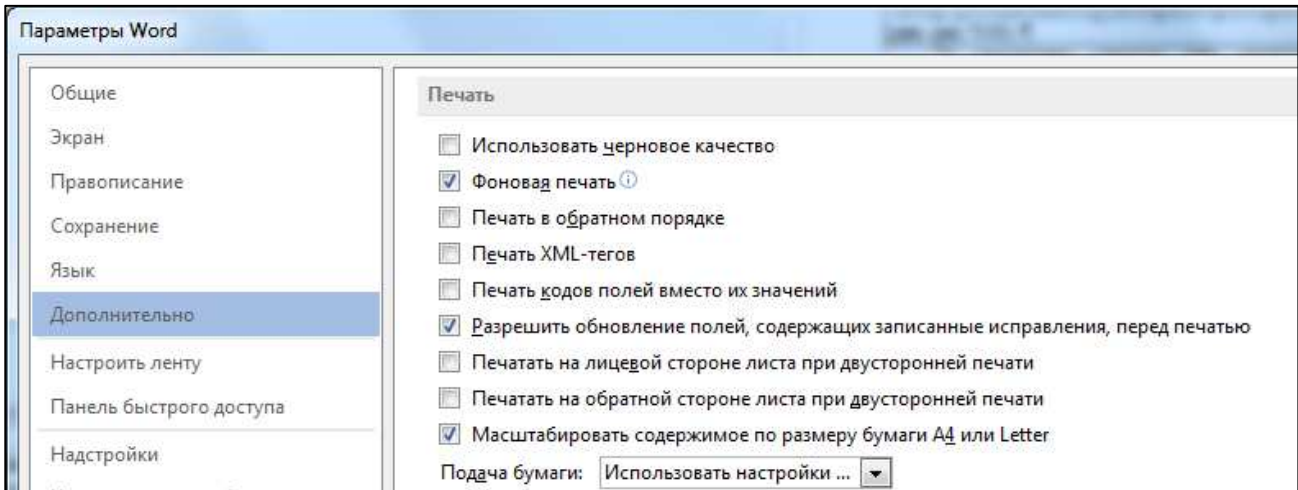 Параметры Word
Общие
Экран
Правописание
Сохранение
Язык
Дополнительно
Настроить ленту
Панель быстрого доступа
Надстройки
Печать
Использовать черновое качество
Фоновая печать
Печать в обратном порядке
Печать XML-тегов
Печать кодов полей вместо их значений
Разрешить обновление полей, содержащих записанные исправления, перед печатью
Печатать на лицевой стороне листа при двусторонней печати
Печатать на обратной стороне листа при двусторонней печати
Масштабировать содержимое по размеру бумаги A4 или Letter
Подача бумаги: Использовать настройки ...